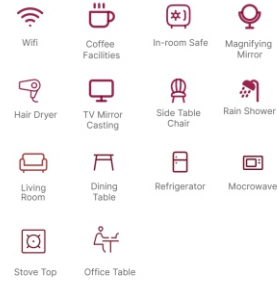 Wifi
Coffee
Facilities
In-room Safe
Magnifying
Mirror
Hair Dryer
TV Mirror
Casting
Side Table
Chair
Rain Shower
Living
Room
Dining
Table
Refrigerator
Mocrowave
Stove Top
Office Table